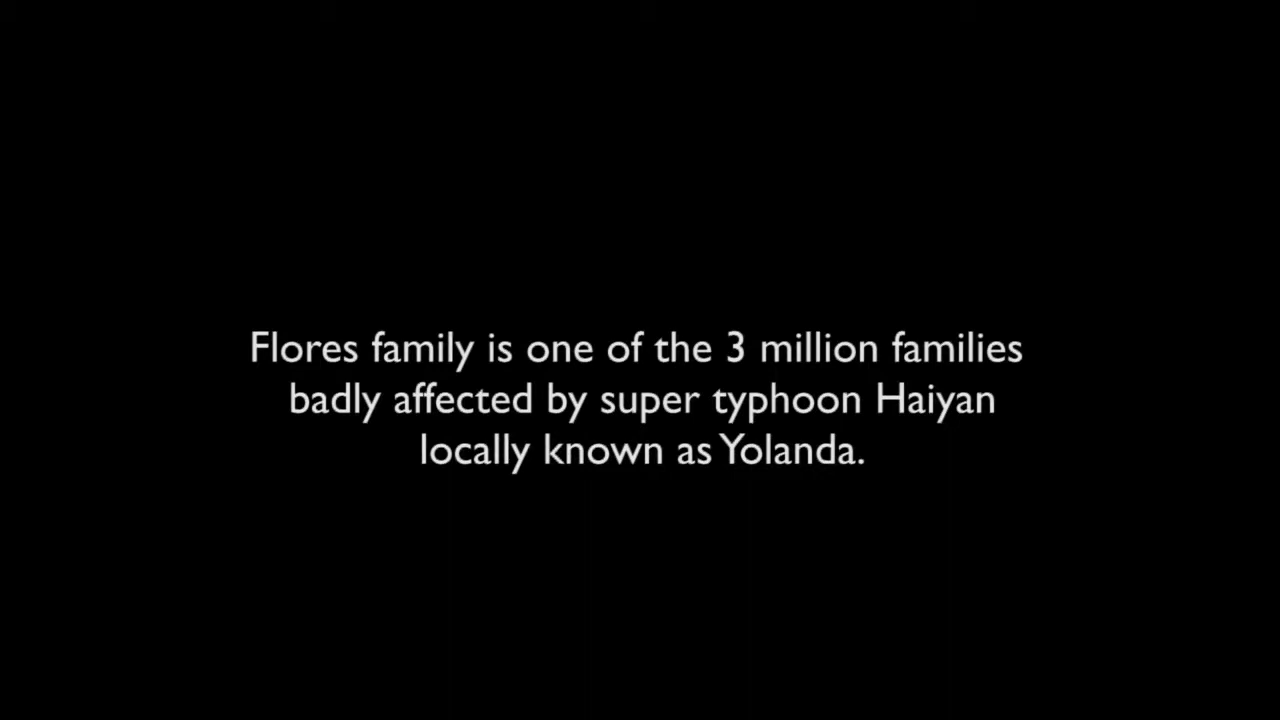 Flores family is one of the 3 million families
badly affected by super typhoon Haiyan
locally known as Yolanda.